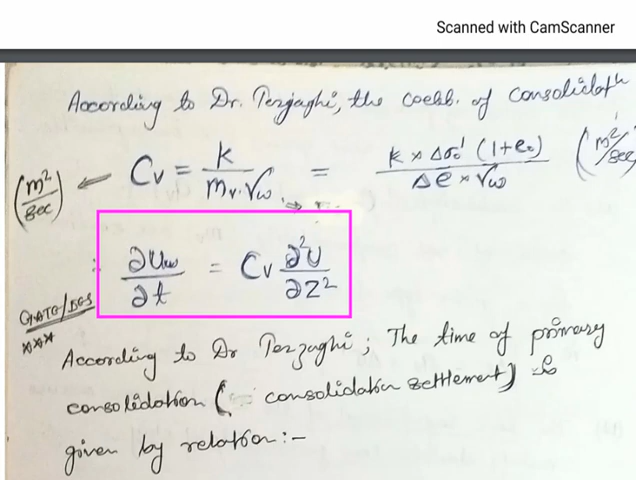 Scanned with CamScanner
According to Dr. Terzaghi, the coeff. of consolidatn
(m²/sec) ← Cv = k / mv.γw = k × Δσ₀' (1+e₀) / Δe × γw (m²/sec)
∂Uw / ∂t = Cv ∂²U / ∂Z²
GATE/IES
***
According to Dr Terzaghi; The time of primary
consolidation ( consolidation settlement) is
given by relation:-